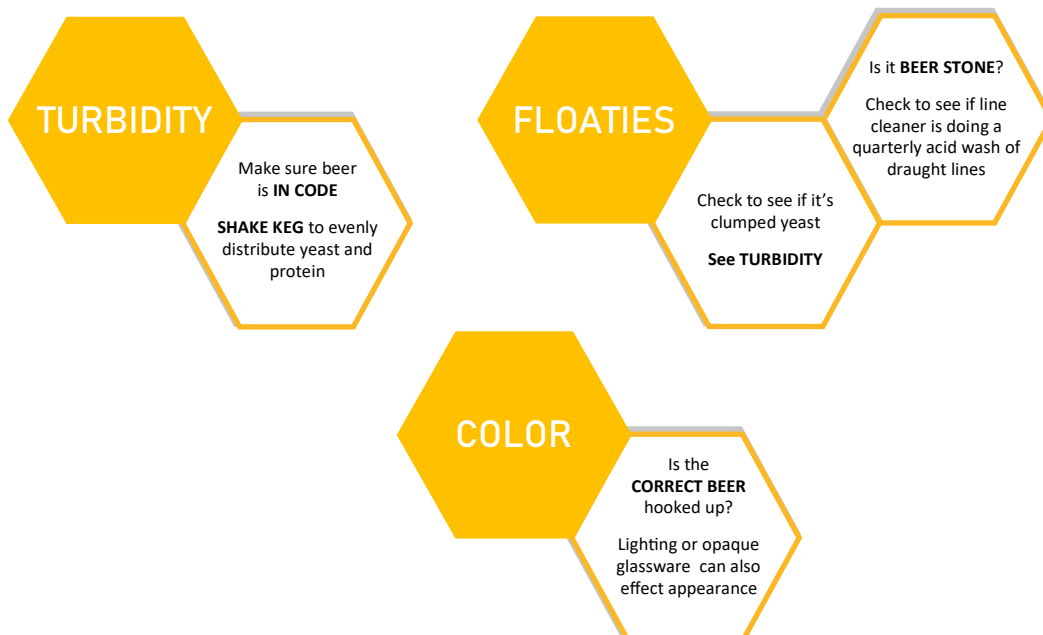 TURBIDITY
Make sure beer
is IN CODE
SHAKE KEG to evenly
distribute yeast and
protein
FLOATIES
Check to see if it's
clumped yeast
See TURBIDITY
Is it BEER STONE?
Check to see if line
cleaner is doing a
quarterly acid wash of
draught lines
COLOR
Is the
CORRECT BEER
hooked up?
Lighting or opaque
glassware can also
effect appearance